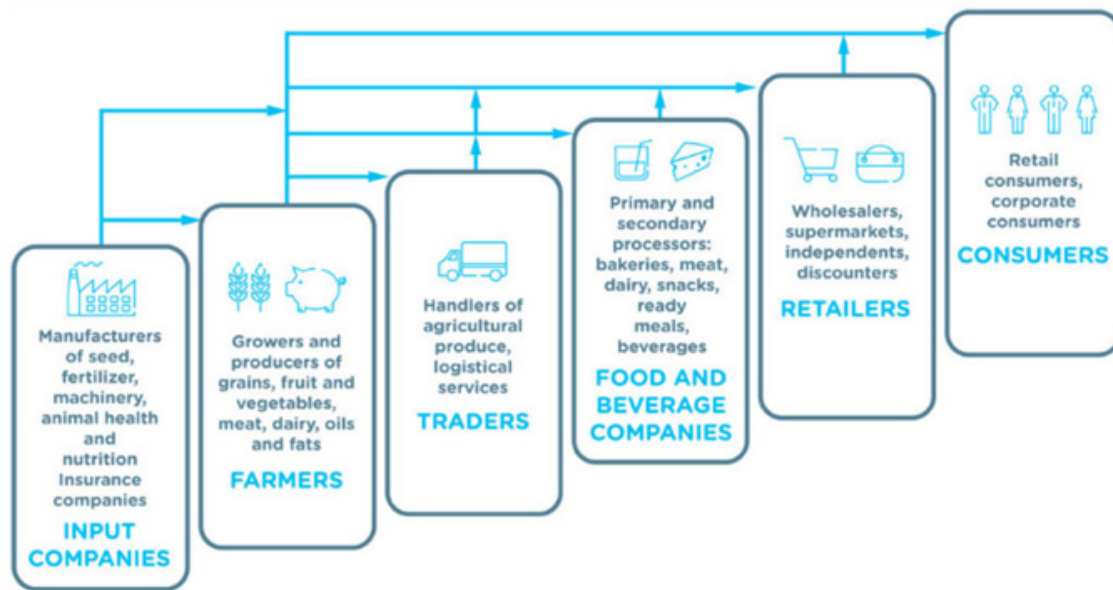 Manufacturers
of seed,
fertilizer,
machinery,
animal health
and
nutrition
Insurance
companies
INPUT
COMPANIES
Growers and
producers of
grains, fruit and
vegetables,
meat, dairy, oils
and fats
FARMERS
Handlers of
agricultural
produce,
logistical
services
TRADERS
Primary and
secondary
processors:
bakeries, meat,
dairy, snacks,
ready
meals,
beverages
FOOD AND
BEVERAGE
COMPANIES
Wholesalers,
supermarkets,
independents,
discounters
RETAILERS
Retail
consumers,
corporate
consumers
CONSUMERS